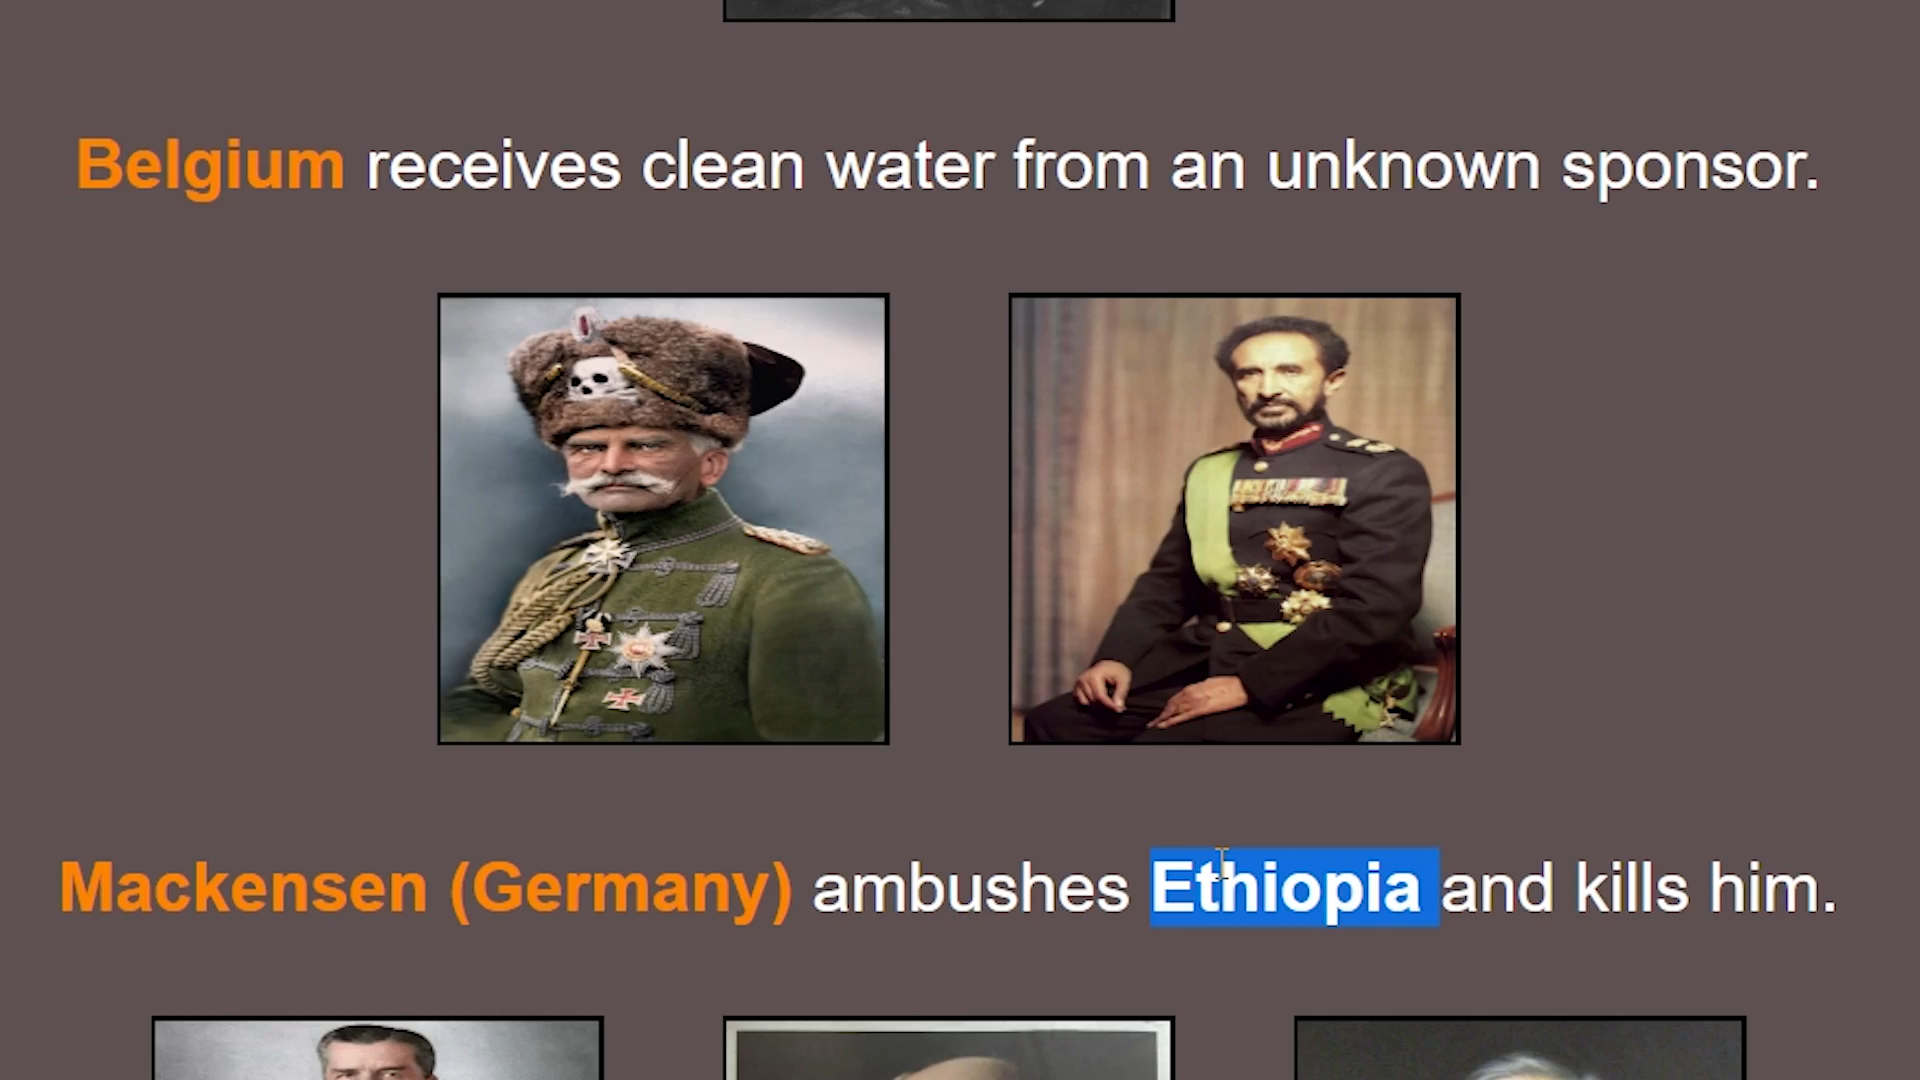 Belgium receives clean water from an unknown sponsor.
Mackensen (Germany) ambushes Ethiopia and kills him.